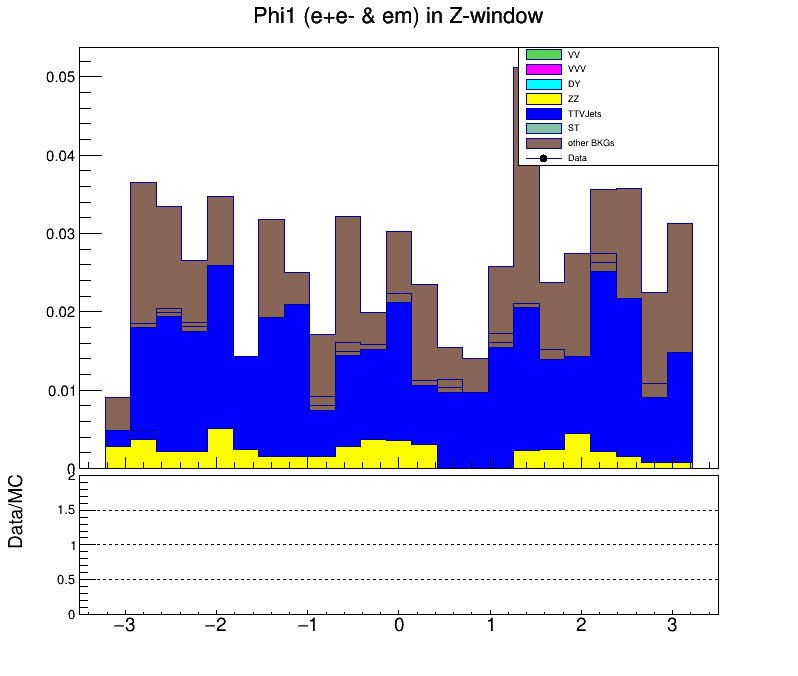 Phi1 (e+e- & em) in Z-window
VV
VVV
DY
ZZ
TTVJets
ST
other BKGs
Data
0.05
0.04
0.03
0.02
0.01
0
Data/MC
2
1.5
1
0.5
0
−3 −2 −1 0 1 2 3